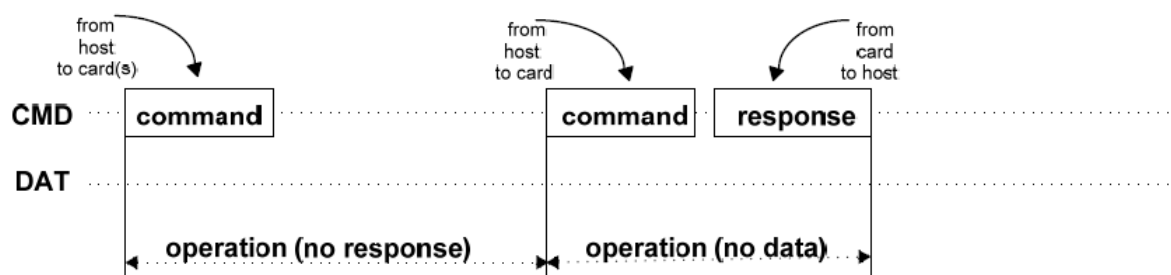 from
host
to card(s)
from
host
to card
from
card
to host
CMD
command
command
response
DAT
operation (no response)
operation (no data)